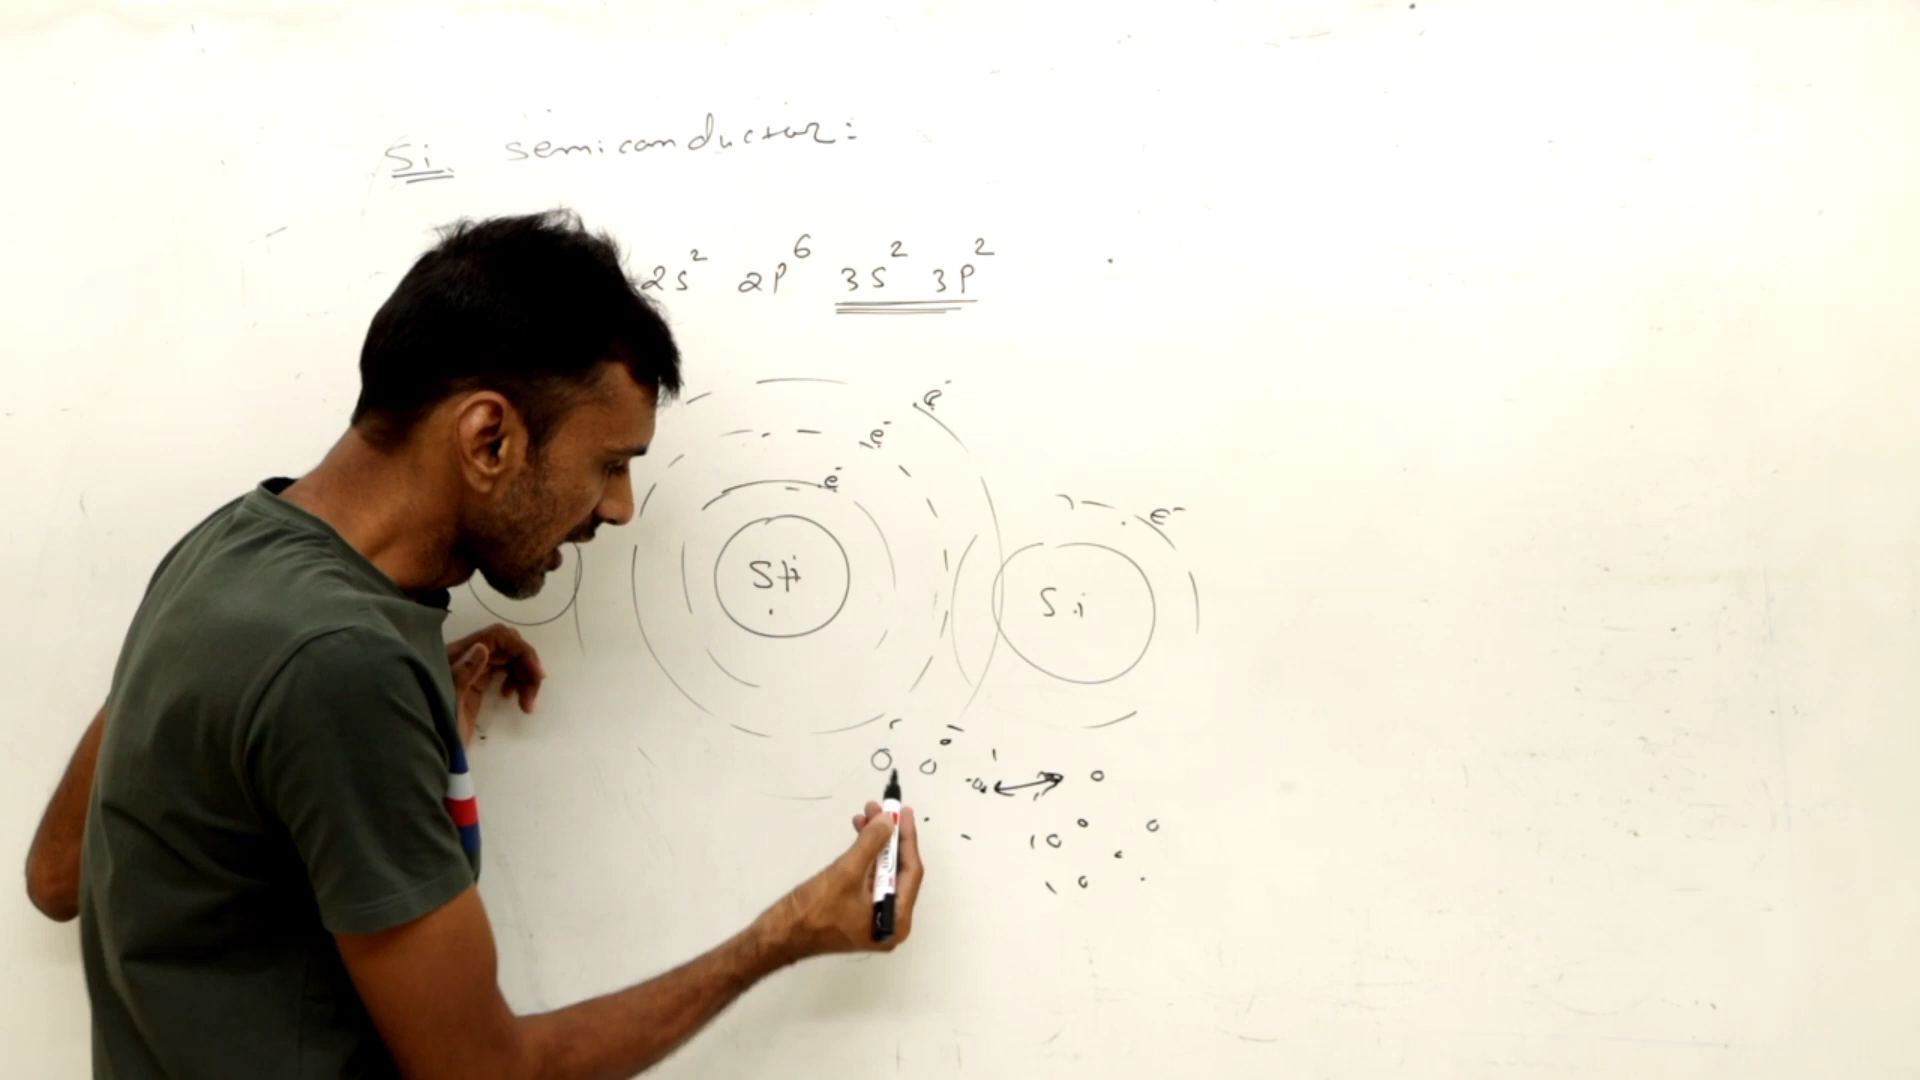 Si semiconductor:
2s² 2p⁶ 3s² 3p²
e⁻
e⁻
e⁻
e⁻
Si
Si